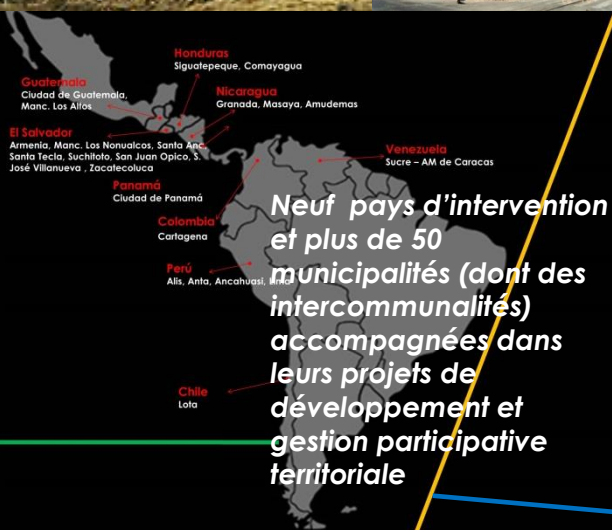 Honduras
Siguatepeque, Comayagua
Guatemala
Ciudad de Guatemala,
Manc. Los Altos
Nicaragua
Granada, Masaya, Amudemas
El Salvador
Armenia, Manc. Los Nonualcos, Santa Ana,
Santa Tecla, Suchitoto, San Juan Opico, S.
José Villanueva , Zacatecoluca
Venezuela
Sucre – AM de Caracas
Panamá
Ciudad de Panamá
Colombia
Cartagena
Perú
Alis, Anta, Ancahuasi, Lima
Chile
Lota
Neuf pays d’intervention
et plus de 50
municipalités (dont des
intercommunalités)
accompagnées dans
leurs projets de
développement et
gestion participative
territoriale